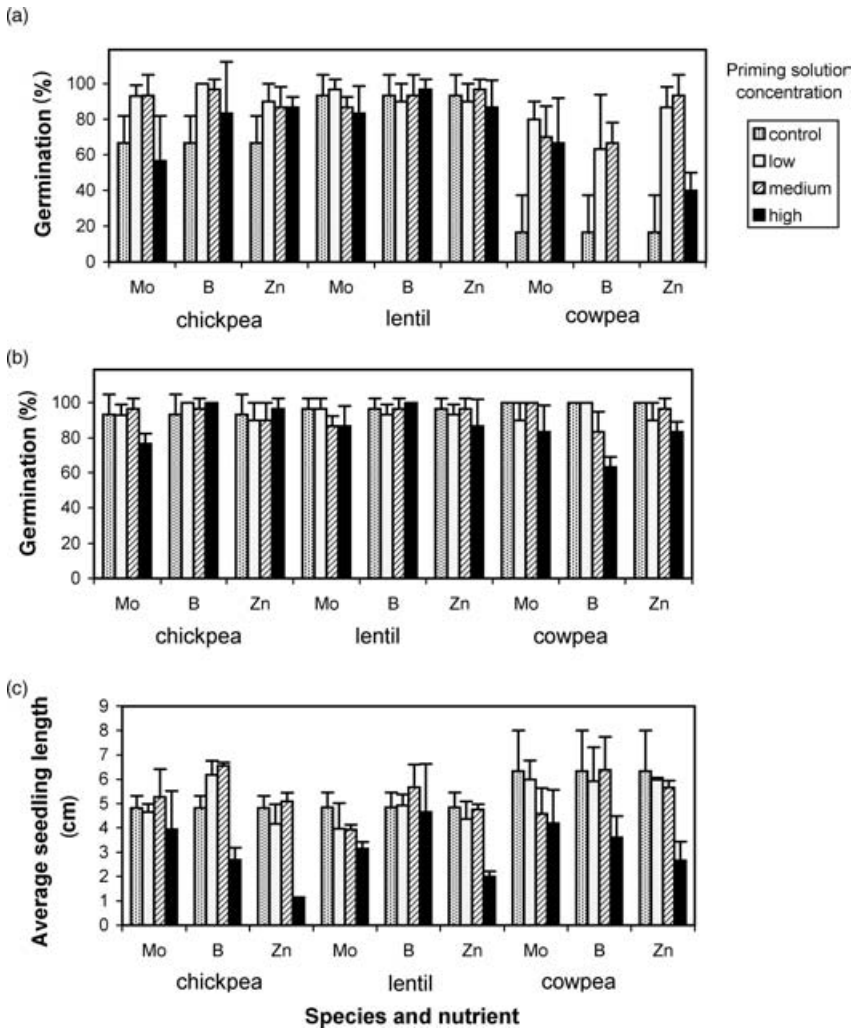 (a)
Germination (%)
100
80
60
40
20
0
Mo B Zn Mo B Zn Mo B Zn
chickpea lentil cowpea
Priming solution
concentration
control
low
medium
high
(b)
Germination (%)
100
80
60
40
20
0
Mo B Zn Mo B Zn Mo B Zn
chickpea lentil cowpea
(c)
Average seedling length
(cm)
9
8
7
6
5
4
3
2
1
0
Mo B Zn Mo B Zn Mo B Zn
chickpea lentil cowpea
Species and nutrient